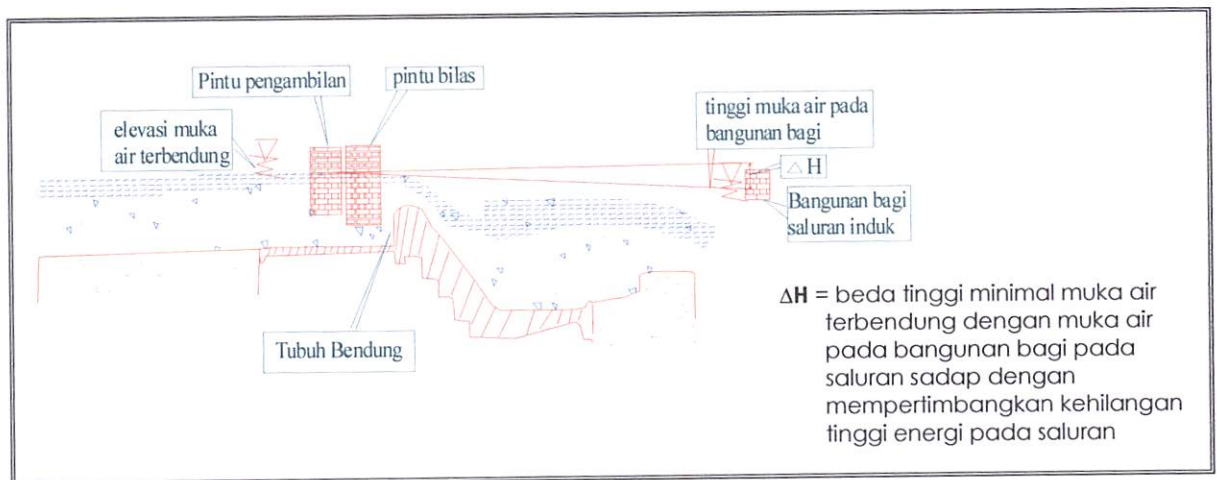 Pintu pengambilan
pintu bilas
elevasi muka
air terbendung
tinggi muka air pada
bangunan bagi
△ H
Bangunan bagi
saluran induk
Tubuh Bendung
ΔH = beda tinggi minimal muka air
terbendung dengan muka air
pada bangunan bagi pada
saluran sadap dengan
mempertimbangkan kehilangan
tinggi energi pada saluran